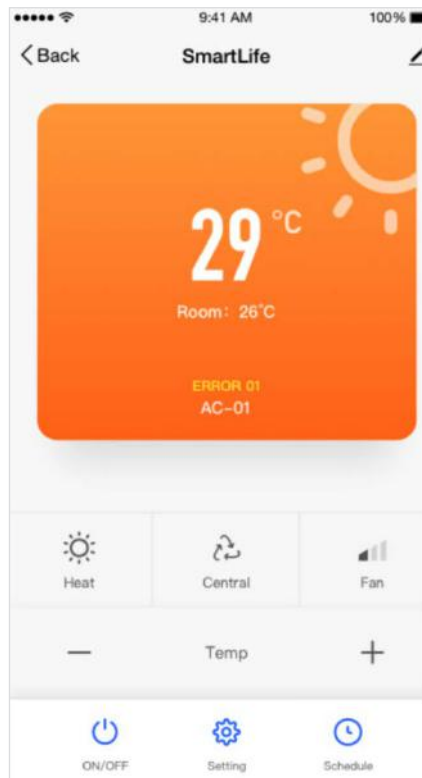 9:41 AM 100%
Back SmartLife
29 °C
Room: 26°C
ERROR 01
AC-01
Heat Central Fan
— Temp +
ON/OFF Setting Schedule